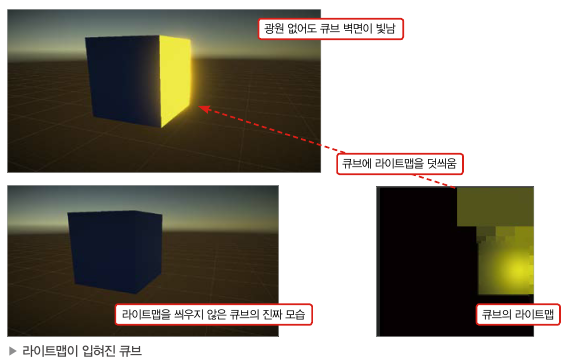 광원 없어도 큐브 벽면이 빛남
큐브에 라이트맵을 덧씌움
라이트맵을 씌우지 않은 큐브의 진짜 모습
큐브의 라이트맵
▶ 라이트맵이 입혀진 큐브